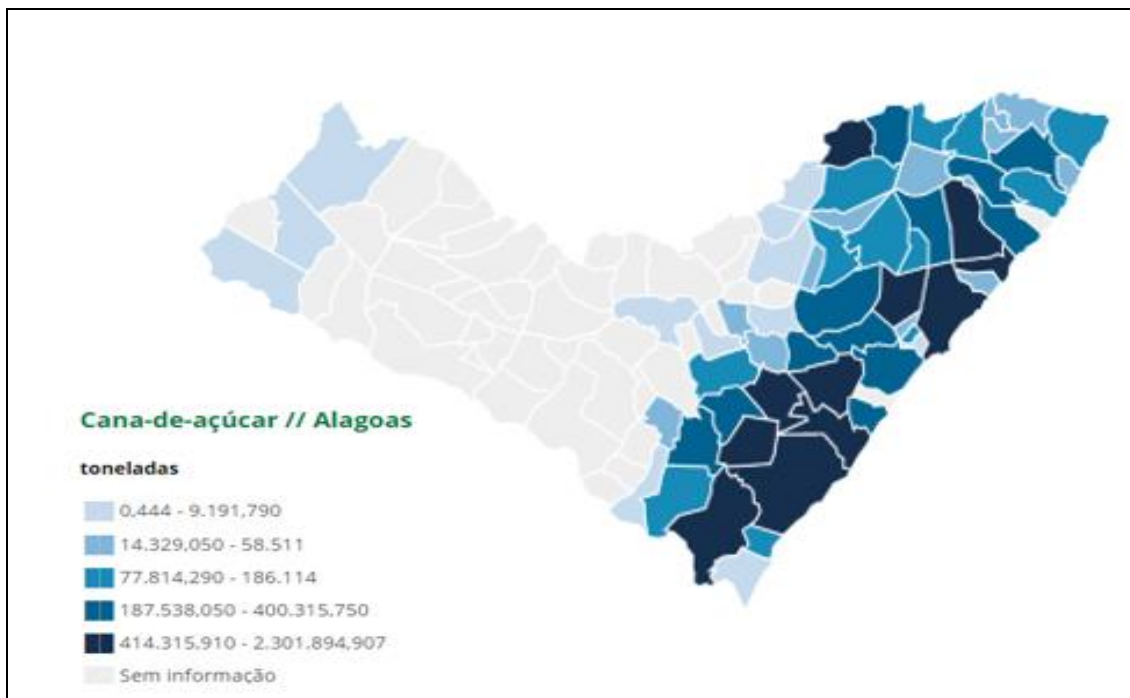 Cana-de-açúcar // Alagoas
toneladas
0,444 - 9.191,790
14.329,050 - 58.511
77.814,290 - 186.114
187.538,050 - 400.315,750
414.315,910 - 2.301.894,907
Sem informação